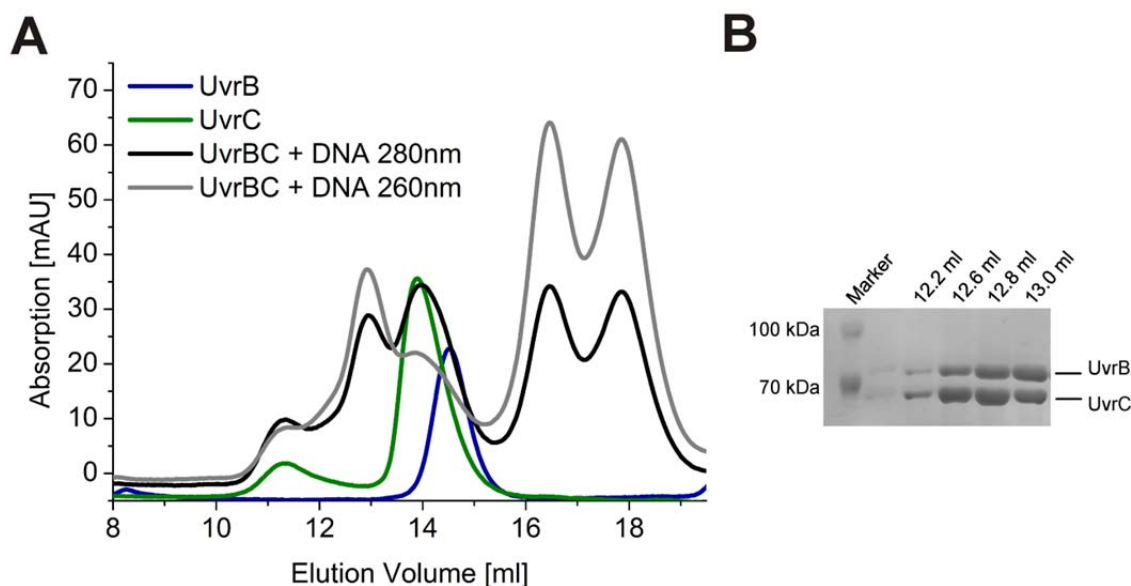 A
B
70
60
50
40
30
20
10
0
Absorption [mAU]
UvrB
UvrC
UvrBC + DNA 280nm
UvrBC + DNA 260nm
8
10
12
14
16
18
Elution Volume [ml]
Marker
12.2 ml
12.6 ml
12.8 ml
13.0 ml
100 kDa
70 kDa
UvrB
UvrC